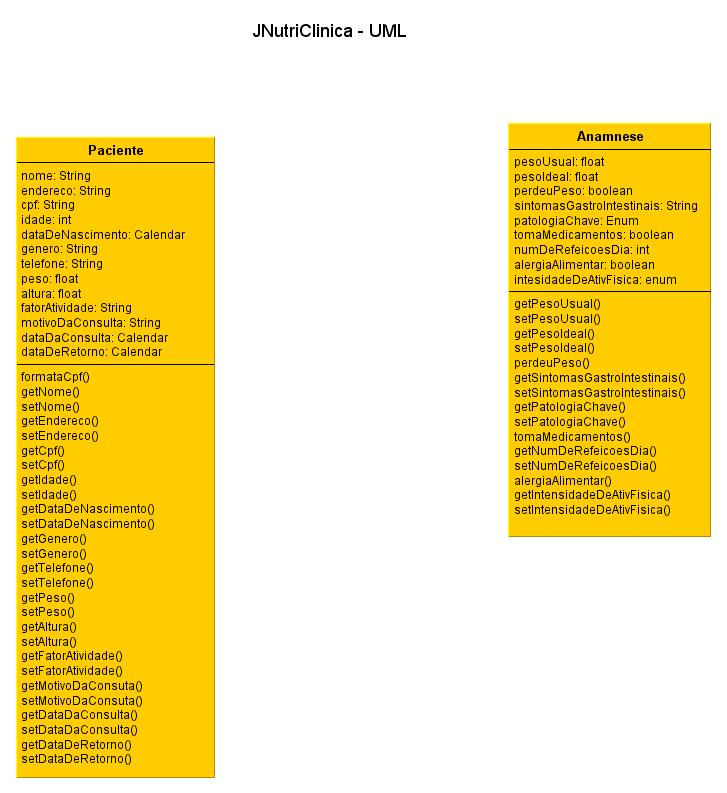 JNutriClinica - UML
Paciente
nome: String
endereco: String
cpf: String
idade: int
dataDeNascimento: Calendar
genero: String
telefone: String
peso: float
altura: float
fatorAtividade: String
motivoDaConsulta: String
dataDaConsulta: Calendar
dataDeRetorno: Calendar
formataCpf()
getNome()
setNome()
getEndereco()
setEndereco()
getCpf()
setCpf()
getIdade()
setIdade()
getDataDeNascimento()
setDataDeNascimento()
getGenero()
setGenero()
getTelefone()
setTelefone()
getPeso()
setPeso()
getAltura()
setAltura()
getFatorAtividade()
setFatorAtividade()
getMotivoDaConsuta()
setMotivoDaConsuta()
getDataDaConsulta()
setDataDaConsulta()
getDataDeRetorno()
setDataDeRetorno()
Anamnese
pesoUsual: float
pesoIdeal: float
perdeuPeso: boolean
sintomasGastroIntestinais: String
patologiaChave: Enum
tomaMedicamentos: boolean
numDeRefeicoesDia: int
alergiaAlimentar: boolean
intesidadeDeAtivFisica: enum
getPesoUsual()
setPesoUsual()
getPesoIdeal()
setPesoIdeal()
perdeuPeso()
getSintomasGastroIntestinais()
setSintomasGastroIntestinais()
getPatologiaChave()
setPatologiaChave()
tomaMedicamentos()
getNumDeRefeicoesDia()
setNumDeRefeicoesDia()
alergiaAlimentar()
getIntensidadeDeAtivFisica()
setIntensidadeDeAtivFisica()